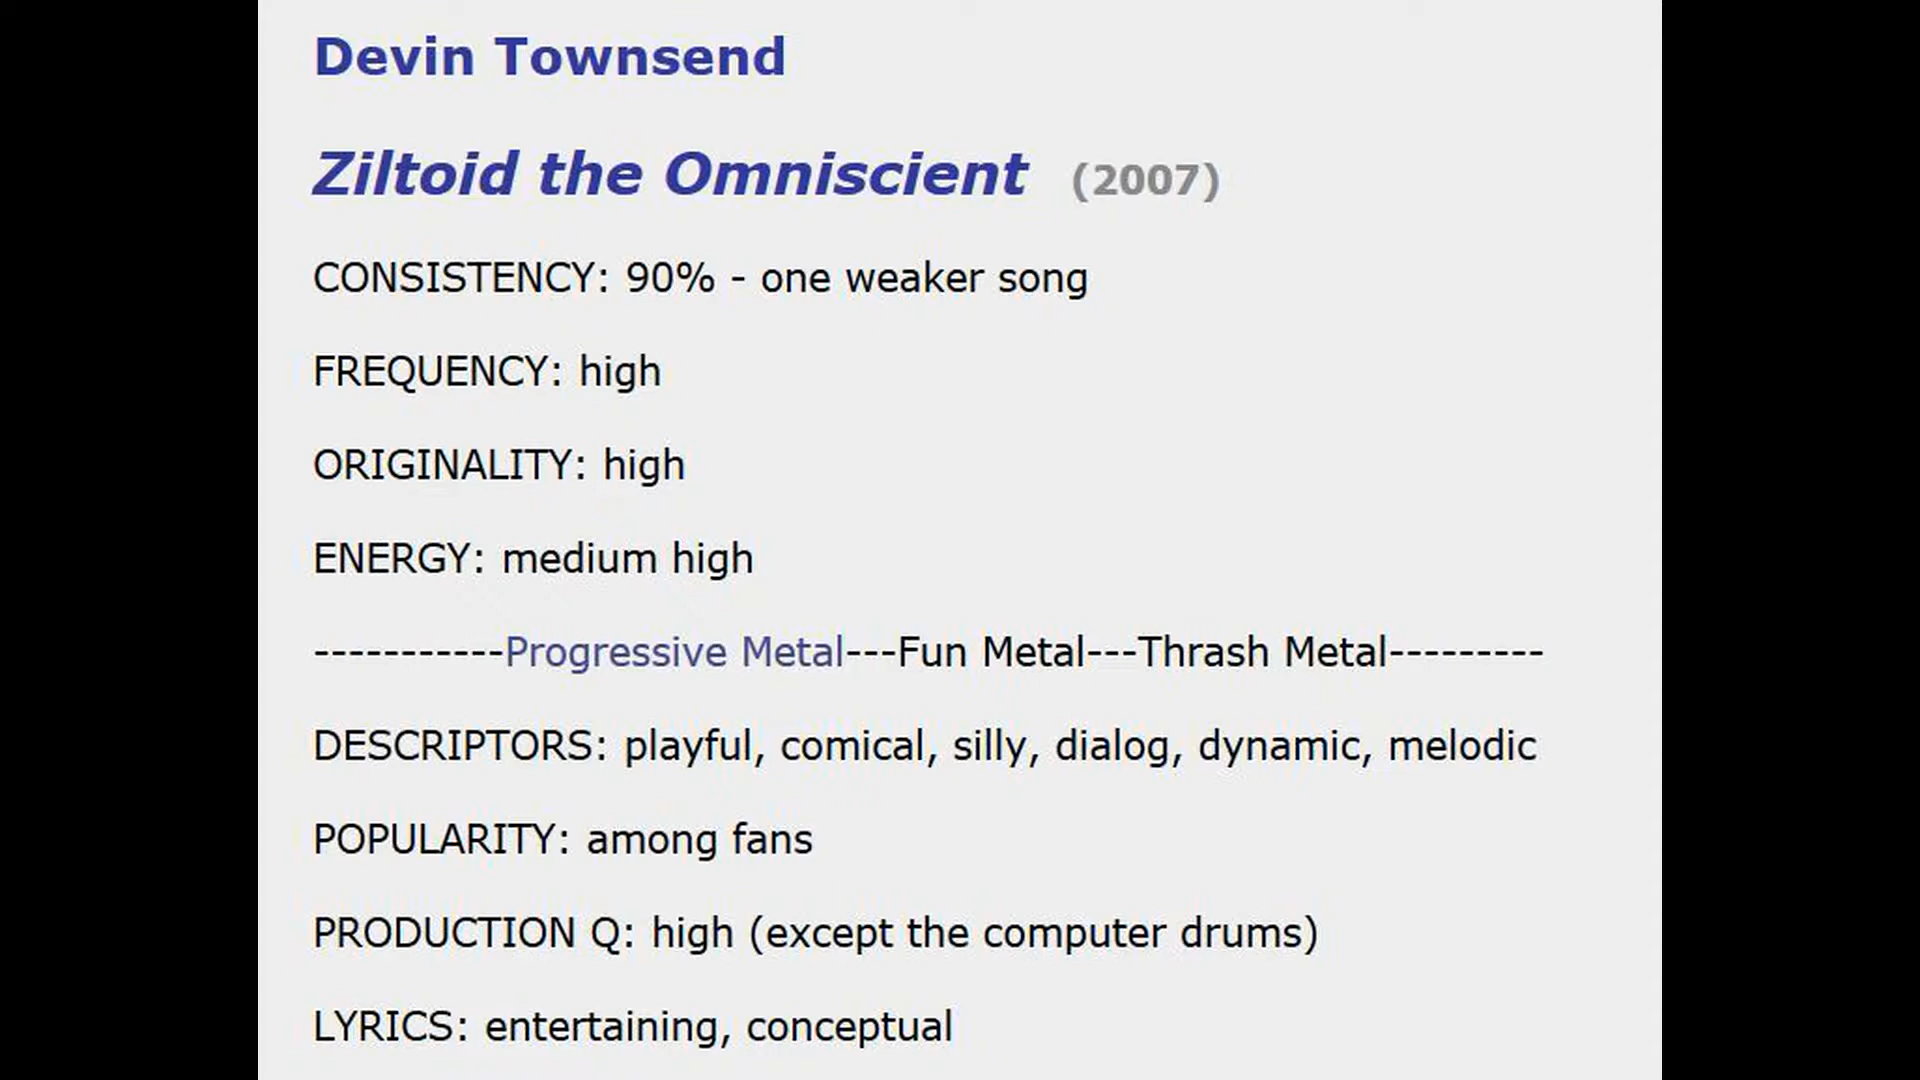 Devin Townsend
Ziltoid the Omniscient (2007)
CONSISTENCY: 90% - one weaker song
FREQUENCY: high
ORIGINALITY: high
ENERGY: medium high
-----------Progressive Metal---Fun Metal---Thrash Metal---------
DESCRIPTORS: playful, comical, silly, dialog, dynamic, melodic
POPULARITY: among fans
PRODUCTION Q: high (except the computer drums)
LYRICS: entertaining, conceptual